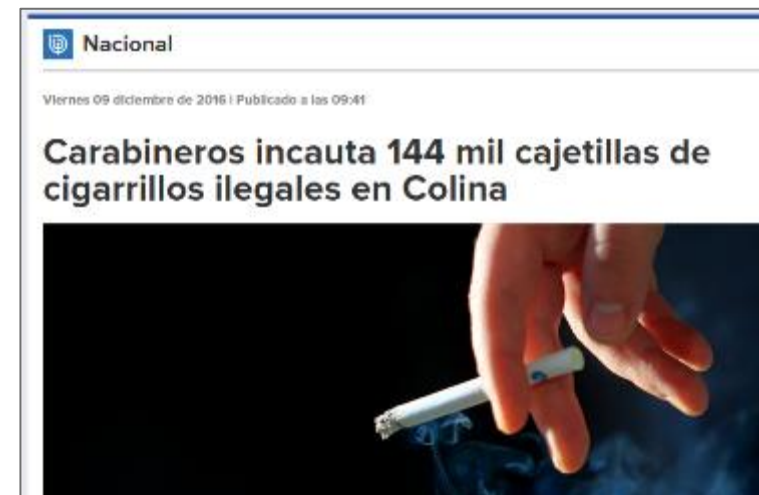 Nacional
Viernes 09 diciembre de 2016 | Publicado a las 09:41
Carabineros incauta 144 mil cajetillas de
cigarrillos ilegales en Colina